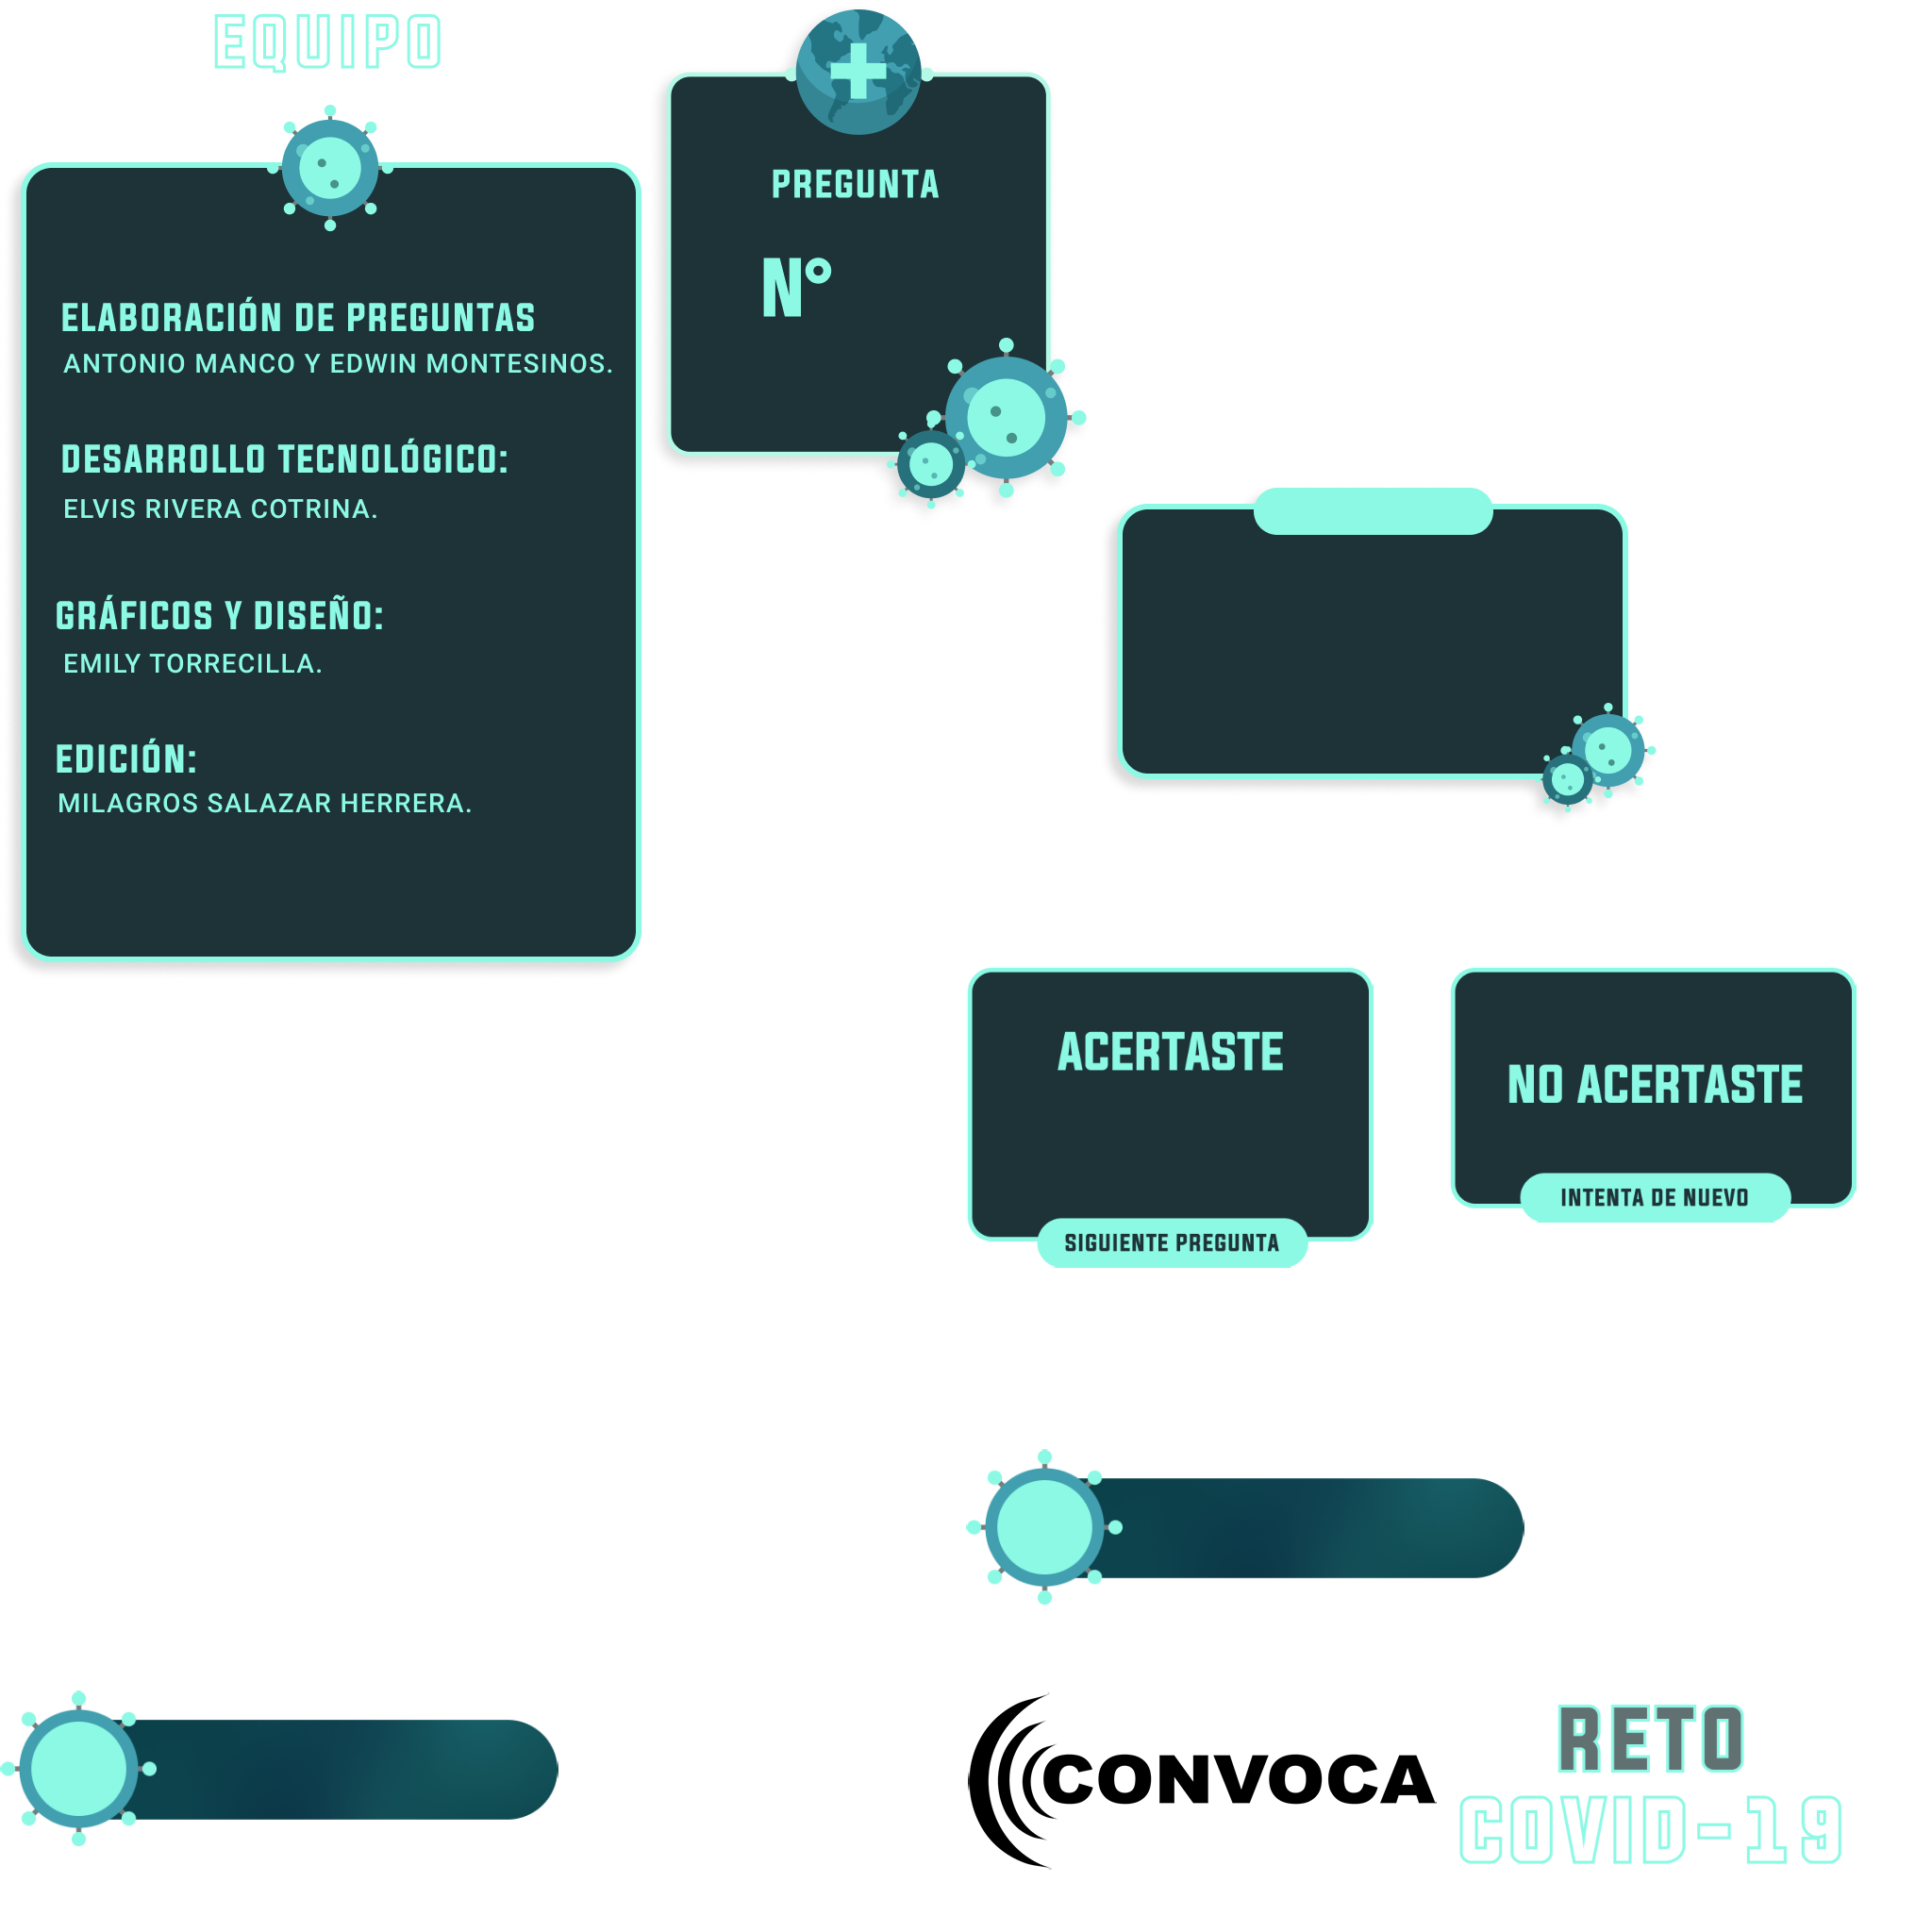 EQUIPO
ELABORACIÓN DE PREGUNTAS
ANTONIO MANCO Y EDWIN MONTESINOS.
DESARROLLO TECNOLÓGICO:
ELVIS RIVERA COTRINA.
GRÁFICOS Y DISEÑO:
EMILY TORRECILLA.
EDICIÓN:
MILAGROS SALAZAR HERRERA.
PREGUNTA
N°
ACERTASTE
SIGUIENTE PREGUNTA
NO ACERTASTE
INTENTA DE NUEVO
CONVOCA
RETO
COVID-19